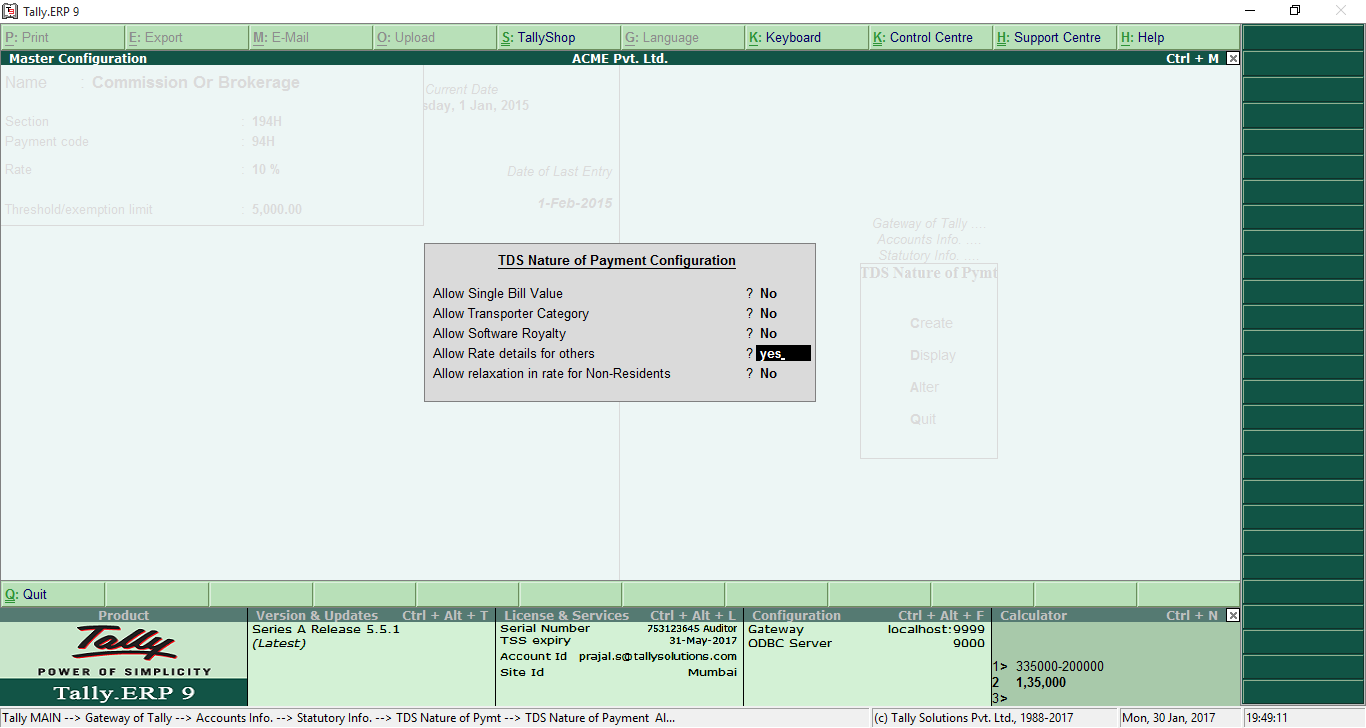 Tally.ERP 9
P: Print E: Export M: E-Mail O: Upload S: TallyShop G: Language K: Keyboard K: Control Centre H: Support Centre H: Help
Master Configuration ACME Pvt. Ltd. Ctrl + M
Name : Commission Or Brokerage
Current Date
sday, 1 Jan, 2015
Section : 194H
Payment code : 94H
Rate : 10 %
Date of Last Entry
1-Feb-2015
Threshold/exemption limit : 5,000.00
Gateway of Tally ....
Accounts Info. ....
Statutory Info. ....
TDS Nature of Pymt
Create
Display
Alter
Quit
TDS Nature of Payment Configuration
Allow Single Bill Value ? No
Allow Transporter Category ? No
Allow Software Royalty ? No
Allow Rate details for others ? yes_
Allow relaxation in rate for Non-Residents ? No
Q: Quit
Product
Tally
POWER OF SIMPLICITY
Tally.ERP 9
Version & Updates Ctrl + Alt + T
Series A Release 5.5.1
(Latest)
License & Services Ctrl + Alt + L
Serial Number 753123645 Auditor
TSS expiry 31-May-2017
Account Id prajal.s@tallysolutions.com
Site Id Mumbai
Configuration Ctrl + Alt + F
Gateway localhost:9999
ODBC Server 9000
Calculator Ctrl + N
1> 335000-200000
2 1,35,000
3>
Tally MAIN --> Gateway of Tally --> Accounts Info. --> Statutory Info. --> TDS Nature of Pymt --> TDS Nature of Payment Al... (c) Tally Solutions Pvt. Ltd., 1988-2017 Mon, 30 Jan, 2017 19:49:11